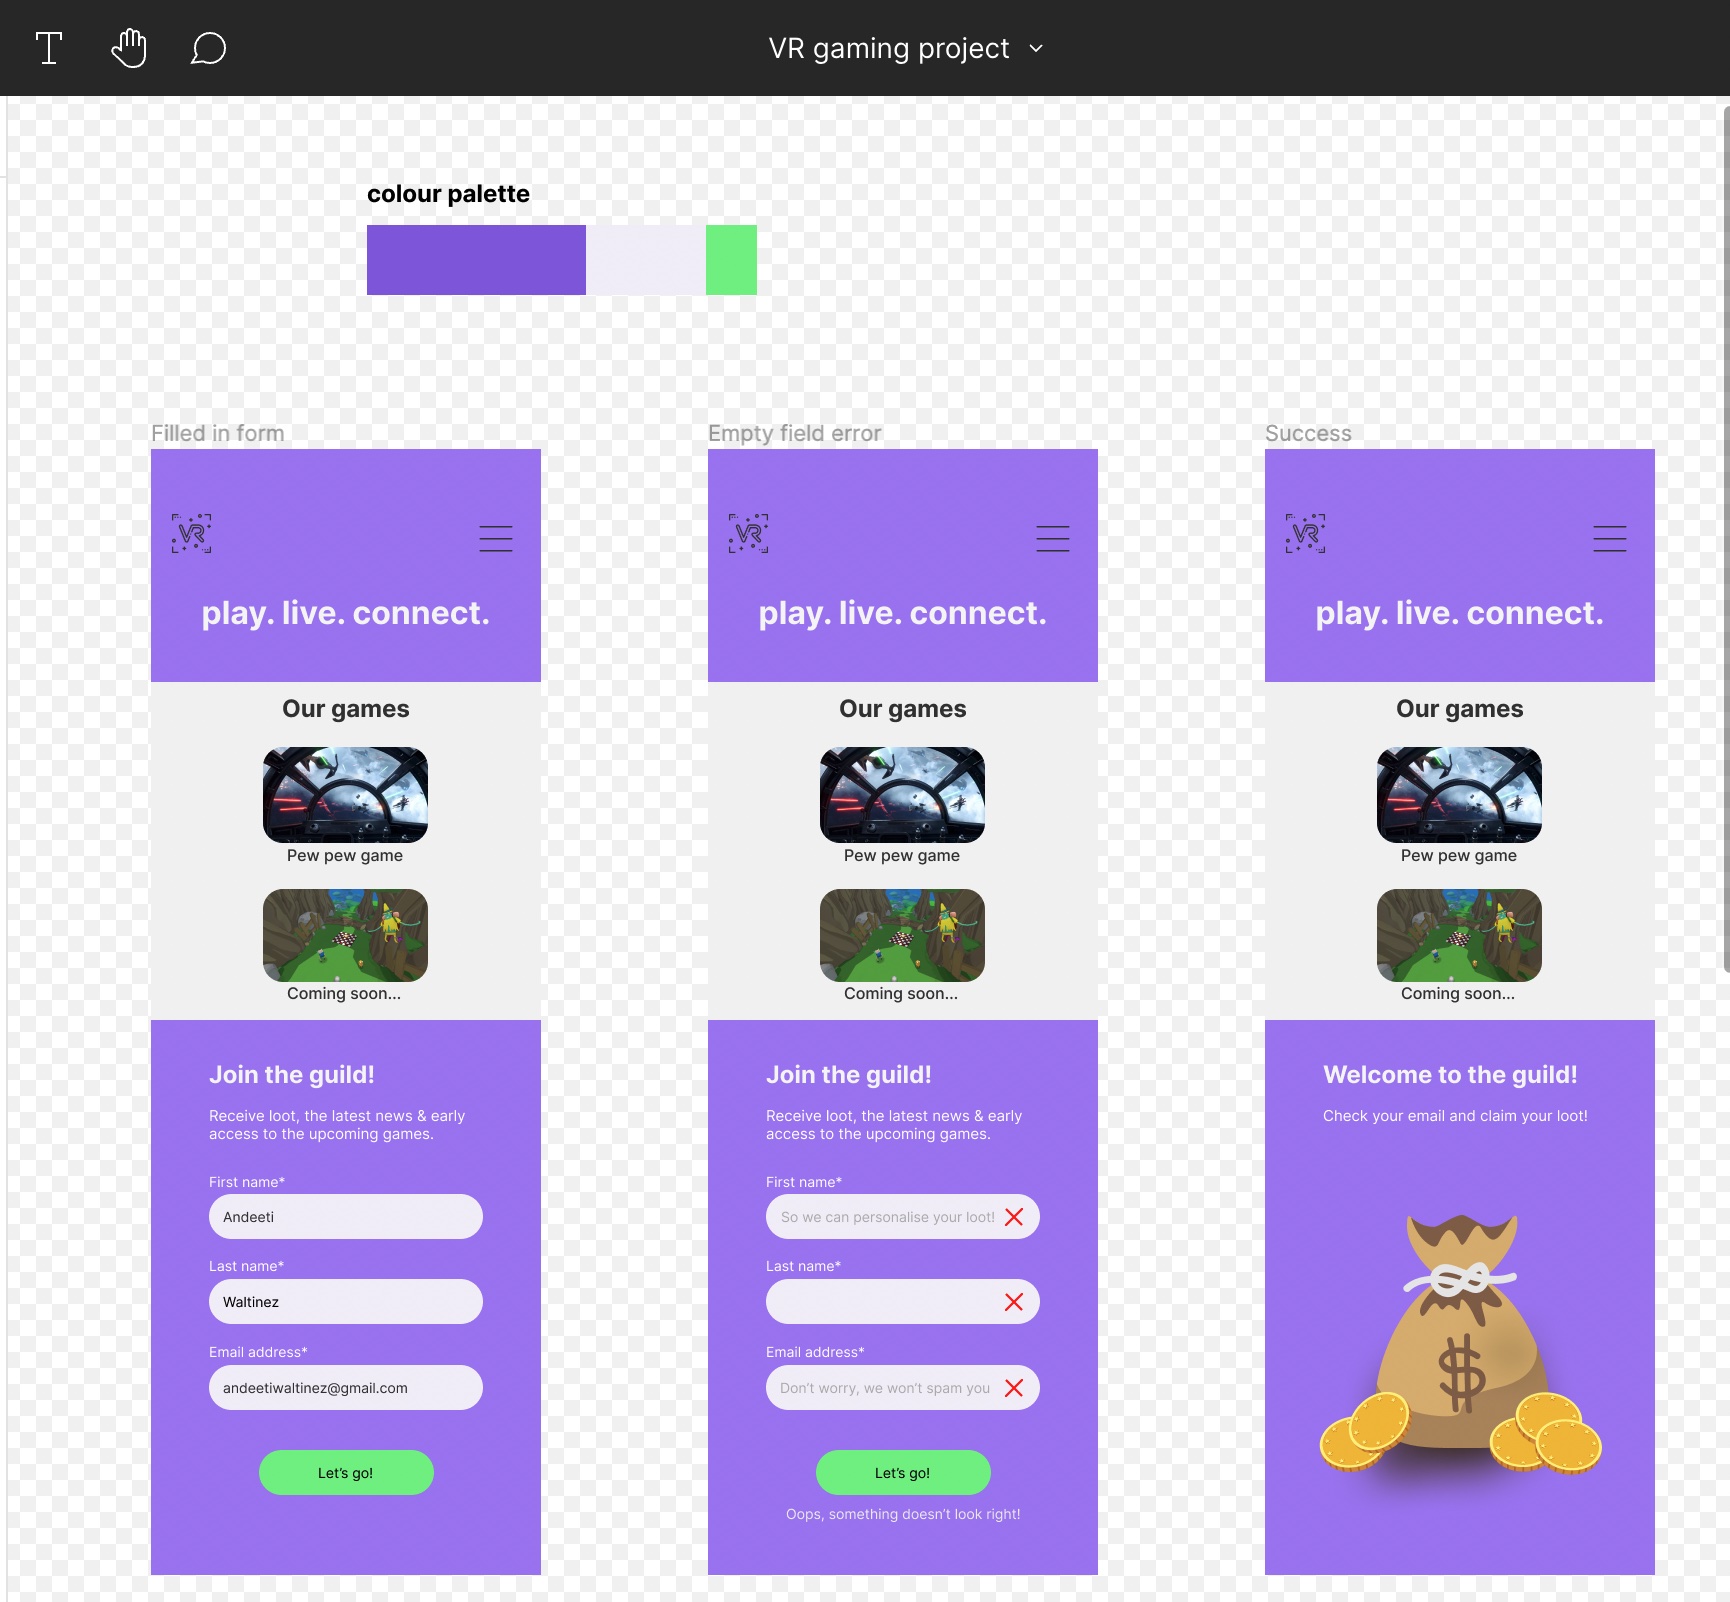 VR gaming project
colour palette
Filled in form
VR
play. live. connect.
Our games
Pew pew game
Coming soon...
Join the guild!
Receive loot, the latest news & early
access to the upcoming games.
First name*
Andeeti
Last name*
Waltinez
Email address*
andeetiwaltinez@gmail.com
Let's go!
Empty field error
VR
play. live. connect.
Our games
Pew pew game
Coming soon...
Join the guild!
Receive loot, the latest news & early
access to the upcoming games.
First name*
So we can personalise your loot!
Last name*
Email address*
Don't worry, we won't spam you
Let's go!
Oops, something doesn't look right!
Success
VR
play. live. connect.
Our games
Pew pew game
Coming soon...
Welcome to the guild!
Check your email and claim your loot!
$